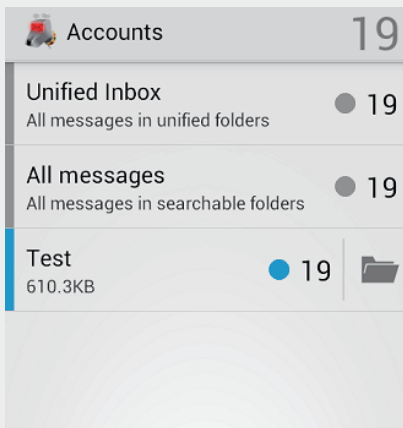 Accounts 19
Unified Inbox
All messages in unified folders
19
All messages
All messages in searchable folders
19
Test
610.3KB
19